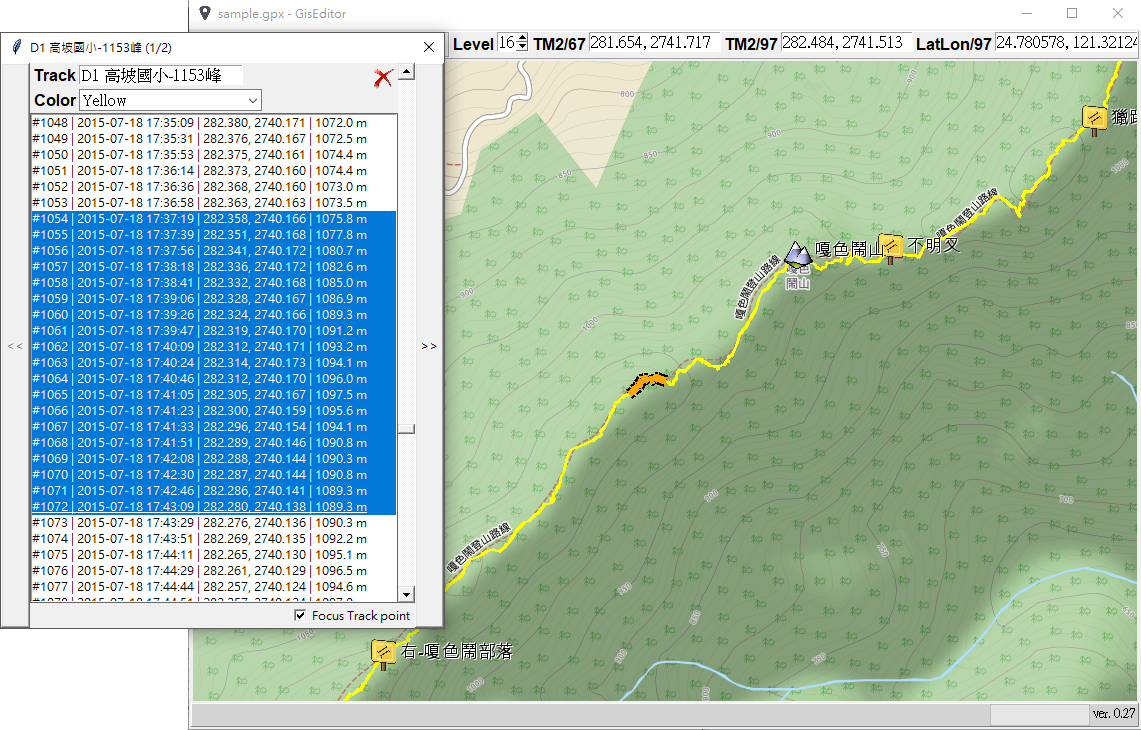 sample.gpx - GisEditor
D1 高坡國小-1153峰 (1/2)
Level 16 TM2/67 281.654, 2741.717 TM2/97 282.484, 2741.513 LatLon/97 24.780578, 121.32124
Track D1 高坡國小-1153峰
Color Yellow
#1048 | 2015-07-18 17:35:09 | 282.380, 2740.171 | 1072.0 m
#1049 | 2015-07-18 17:35:31 | 282.376, 2740.167 | 1072.5 m
#1050 | 2015-07-18 17:35:53 | 282.375, 2740.161 | 1074.4 m
#1051 | 2015-07-18 17:36:14 | 282.373, 2740.160 | 1074.4 m
#1052 | 2015-07-18 17:36:36 | 282.368, 2740.160 | 1073.0 m
#1053 | 2015-07-18 17:36:58 | 282.363, 2740.163 | 1073.5 m
#1054 | 2015-07-18 17:37:19 | 282.358, 2740.166 | 1075.8 m
#1055 | 2015-07-18 17:37:39 | 282.351, 2740.168 | 1077.8 m
#1056 | 2015-07-18 17:37:56 | 282.341, 2740.172 | 1080.7 m
#1057 | 2015-07-18 17:38:18 | 282.336, 2740.172 | 1082.6 m
#1058 | 2015-07-18 17:38:41 | 282.332, 2740.168 | 1085.0 m
#1059 | 2015-07-18 17:39:06 | 282.328, 2740.167 | 1086.9 m
#1060 | 2015-07-18 17:39:26 | 282.324, 2740.166 | 1089.3 m
#1061 | 2015-07-18 17:39:47 | 282.319, 2740.170 | 1091.2 m
#1062 | 2015-07-18 17:40:09 | 282.312, 2740.171 | 1093.2 m
#1063 | 2015-07-18 17:40:24 | 282.314, 2740.173 | 1094.1 m
#1064 | 2015-07-18 17:40:46 | 282.312, 2740.170 | 1096.0 m
#1065 | 2015-07-18 17:41:05 | 282.305, 2740.167 | 1097.5 m
#1066 | 2015-07-18 17:41:23 | 282.300, 2740.159 | 1095.6 m
#1067 | 2015-07-18 17:41:33 | 282.296, 2740.154 | 1094.1 m
#1068 | 2015-07-18 17:41:51 | 282.289, 2740.146 | 1090.8 m
#1069 | 2015-07-18 17:42:08 | 282.288, 2740.144 | 1090.3 m
#1070 | 2015-07-18 17:42:30 | 282.287, 2740.144 | 1090.8 m
#1071 | 2015-07-18 17:42:46 | 282.286, 2740.141 | 1089.3 m
#1072 | 2015-07-18 17:43:09 | 282.280, 2740.138 | 1089.3 m
#1073 | 2015-07-18 17:43:29 | 282.276, 2740.136 | 1090.3 m
#1074 | 2015-07-18 17:43:51 | 282.269, 2740.135 | 1092.2 m
#1075 | 2015-07-18 17:44:11 | 282.265, 2740.130 | 1095.1 m
#1076 | 2015-07-18 17:44:29 | 282.261, 2740.129 | 1096.5 m
#1077 | 2015-07-18 17:44:44 | 282.257, 2740.124 | 1094.6 m
<<
>>
Focus Track point
800
900
850
850
900
獵
1000
嘎色鬧登山路線
嘎色鬧山
不明叉
嘎色
鬧山
嘎色鬧登山路線
900
1000
嘎色鬧登山路線
700
1050
右-嘎色鬧部落
1000
ver. 0.27